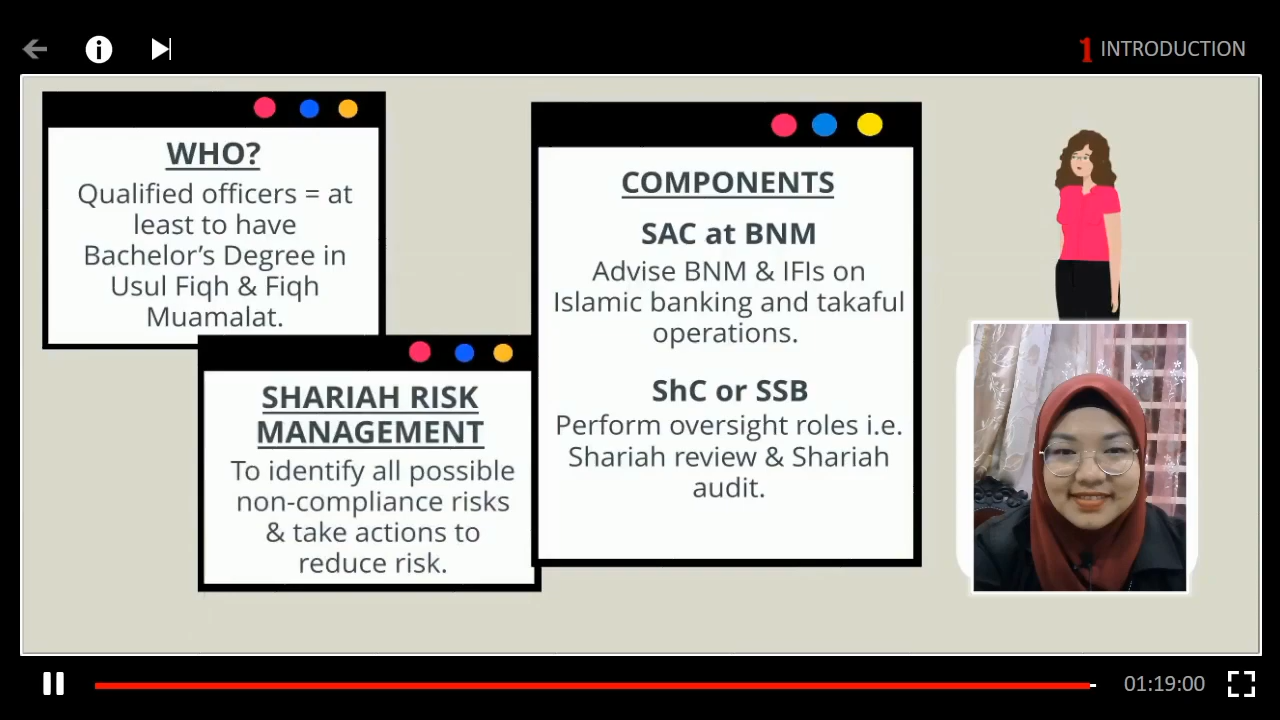 1 INTRODUCTION
WHO?
Qualified officers = at
least to have
Bachelor’s Degree in
Usul Fiqh & Fiqh
Muamalat.
SHARIAH RISK
MANAGEMENT
To identify all possible
non-compliance risks
& take actions to
reduce risk.
COMPONENTS
SAC at BNM
Advise BNM & IFIs on
Islamic banking and takaful
operations.
ShC or SSB
Perform oversight roles i.e.
Shariah review & Shariah
audit.
01:19:00